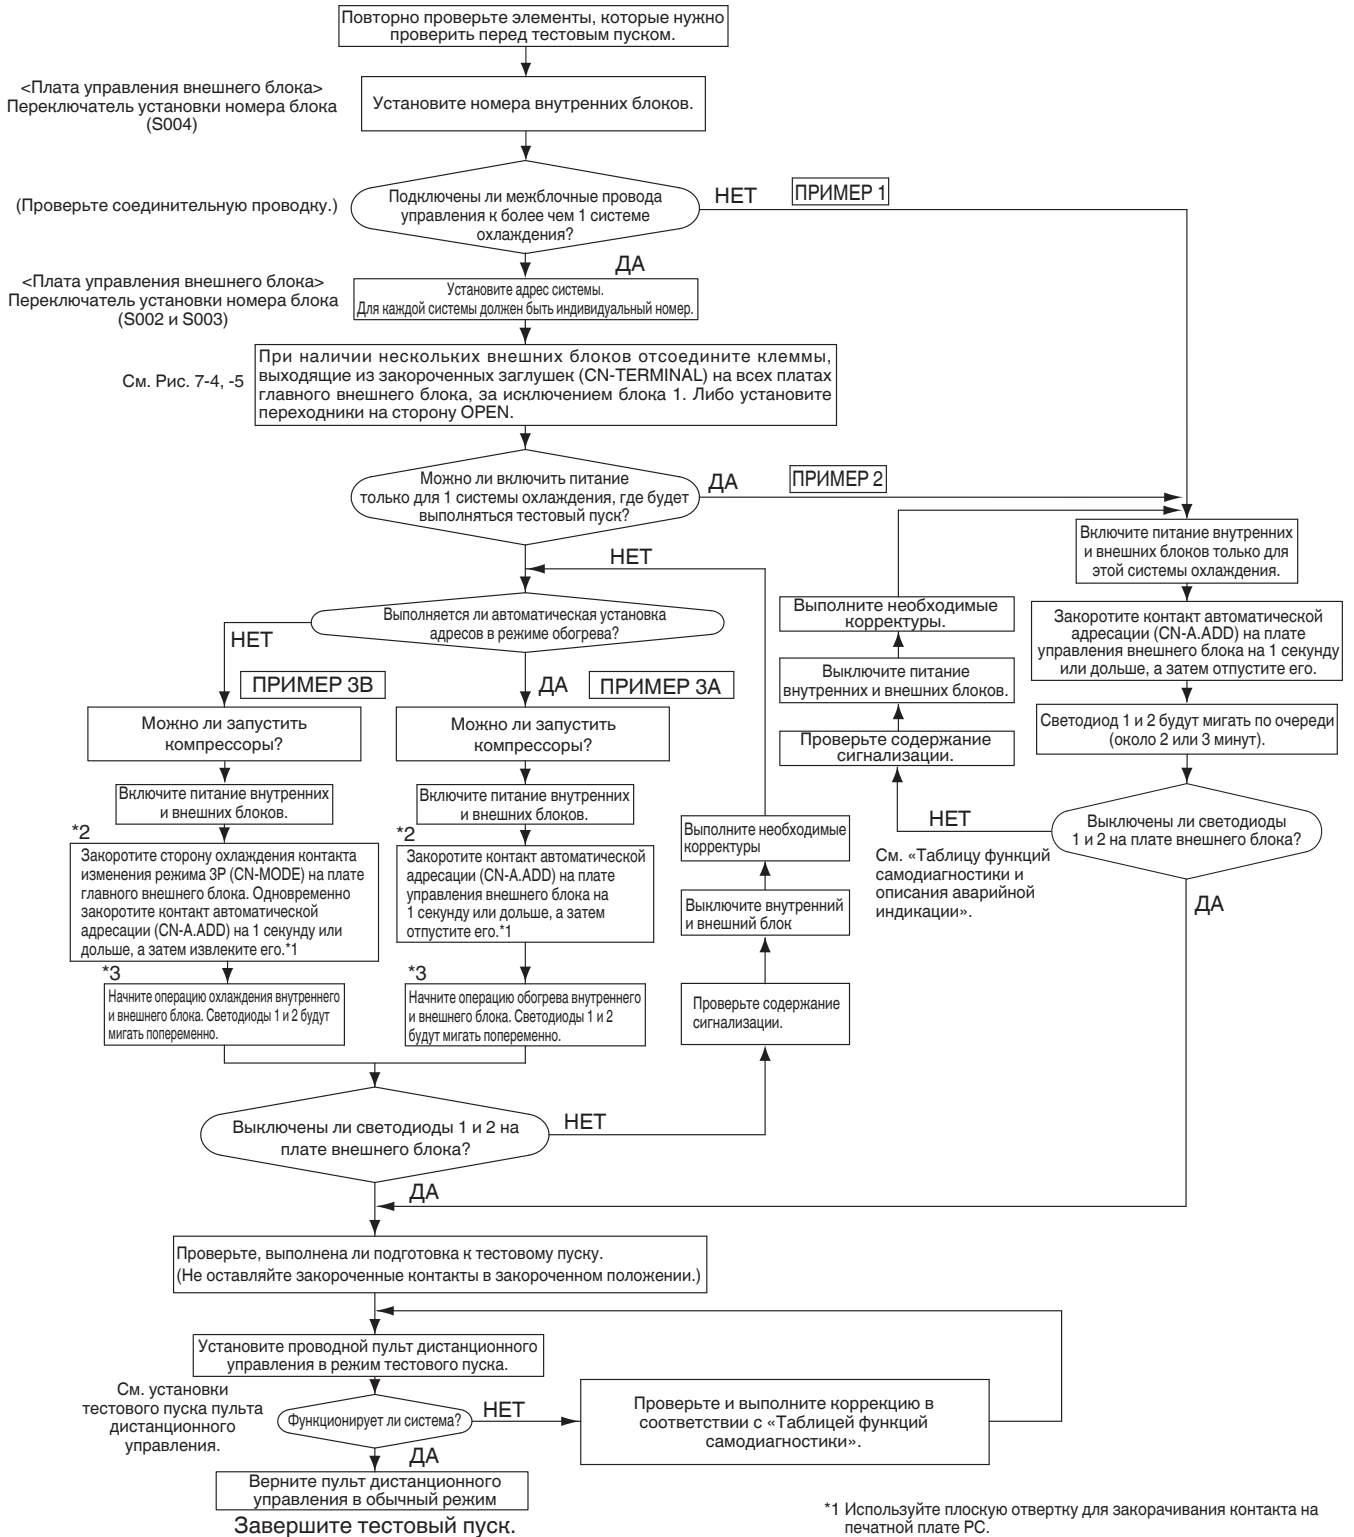 Повторно проверьте элементы, которые нужно
проверить перед тестовым пуском.
<Плата управления внешнего блока>
Переключатель установки номера блока
(S004)
Установите номера внутренних блоков.
(Проверьте соединительную проводку.)
Подключены ли межблочные провода
управления к более чем 1 системе
охлаждения?
НЕТ
ПРИМЕР 1
ДА
<Плата управления внешнего блока>
Переключатель установки номера блока
(S002 и S003)
Установите адрес системы.
Для каждой системы должен быть индивидуальный номер.
См. Рис. 7-4, -5
При наличии нескольких внешних блоков отсоедините клеммы,
выходящие из закороченных заглушек (CN-TERMINAL) на всех платах
главного внешнего блока, за исключением блока 1. Либо установите
переходники на сторону OPEN.
Можно ли включить питание
только для 1 системы охлаждения, где будет
выполняться тестовый пуск?
ДА
ПРИМЕР 2
НЕТ
Включите питание внутренних
и внешних блоков только для
этой системы охлаждения.
Закоротите контакт автоматической
адресации (CN-A.ADD) на плате
управления внешнего блока на 1 секунду
или дольше, а затем отпустите его.
Светодиод 1 и 2 будут мигать по очереди
(около 2 или 3 минут).
Выключены ли светодиоды
1 и 2 на плате внешнего блока?
НЕТ
ДА
См. «Таблицу функций
самодиагностики и
описания аварийной
индикации».
Проверьте содержание
сигнализации.
Выключите питание
внутренних и внешних блоков.
Выполните необходимые
корректуры.
Выполняется ли автоматическая установка
адресов в режиме обогрева?
НЕТ
ПРИМЕР 3B
ДА
ПРИМЕР 3A
Можно ли запустить
компрессоры?
Включите питание внутренних
и внешних блоков.
*2
Закоротите сторону охлаждения контакта
изменения режима 3P (CN-MODE) на плате
главного внешнего блока. Одновременно
закоротите контакт автоматической
адресации (CN-A.ADD) на 1 секунду или
дольше, а затем извлеките его.*1
*3
Начните операцию охлаждения внутреннего
и внешнего блока. Светодиоды 1 и 2 будут
мигать попеременно.
Можно ли запустить
компрессоры?
Включите питание внутренних
и внешних блоков.
*2
Закоротите контакт автоматической
адресации (CN-A.ADD) на плате
управления внешнего блока на
1 секунду или дольше, а затем
отпустите его.*1
*3
Начните операцию обогрева внутреннего
и внешнего блока. Светодиоды 1 и 2
будут мигать попеременно.
Выполните необходимые
корректуры
Выключите внутренний
и внешний блок
Проверьте содержание
сигнализации.
Выключены ли светодиоды 1 и 2 на
плате внешнего блока?
НЕТ
ДА
Проверьте, выполнена ли подготовка к тестовому пуску.
(Не оставляйте закороченные контакты в закороченном положении.)
Установите проводной пульт дистанционного
управления в режим тестового пуска.
См. установки
тестового пуска пульта
дистанционного
управления.
Функционирует ли система?
НЕТ
Проверьте и выполните коррекцию в
соответствии с «Таблицей функций
самодиагностики».
ДА
Верните пульт дистанционного
управления в обычный режим
Завершите тестовый пуск.
*1 Используйте плоскую отвертку для закорачивания контакта на
печатной плате PC.